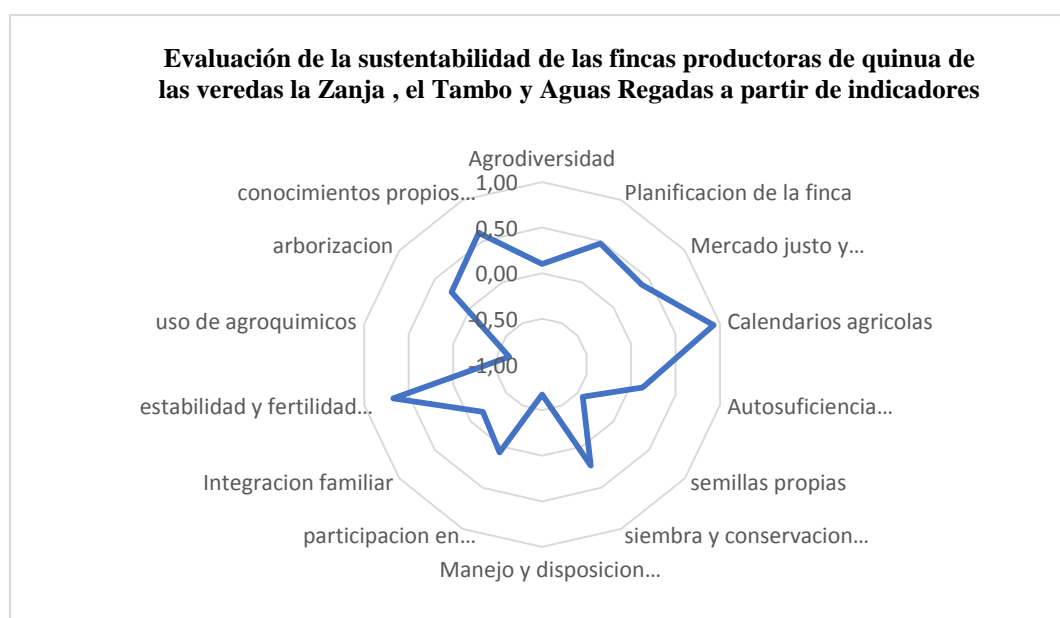 Evaluación de la sustentabilidad de las fincas productoras de quinua de
las veredas la Zanja , el Tambo y Aguas Regadas a partir de indicadores
Agrodiversidad
Planificacion de la finca
Mercado justo y...
Calendarios agricolas
Autosuficiencia...
semillas propias
siembra y conservacion...
Manejo y disposicion...
participacion en...
Integracion familiar
estabilidad y fertilidad...
uso de agroquimicos
arborizacion
conocimientos propios...
1,00
0,50
0,00
-0,50
-1,00